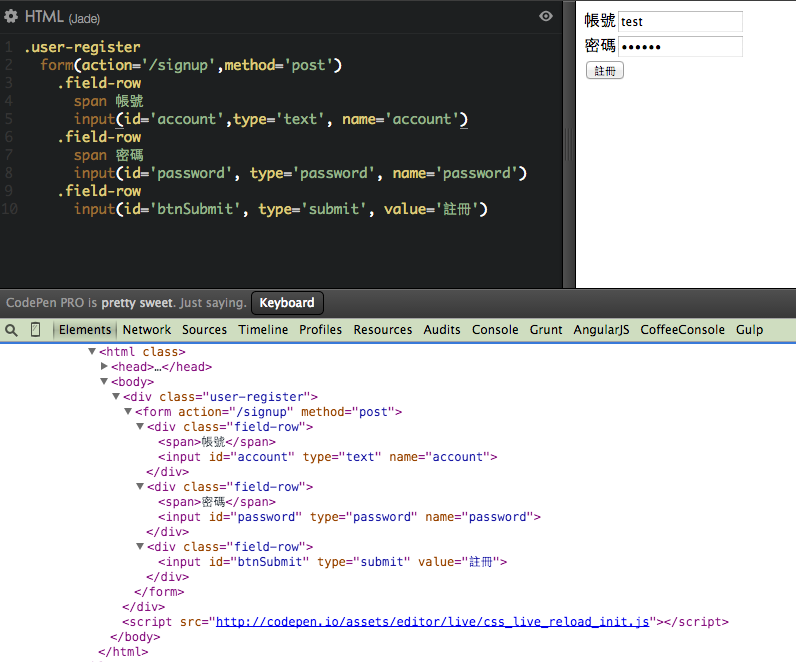 HTML (Jade)
1 .user-register
2 form(action='/signup',method='post')
3 .field-row
4 span 帳號
5 input(id='account',type='text', name='account')
6 .field-row
7 span 密碼
8 input(id='password', type='password', name='password')
9 .field-row
10 input(id='btnSubmit', type='submit', value='註冊')
帳號 test
密碼 ••••••
註冊
CodePen PRO is pretty sweet. Just saying. Keyboard
Elements Network Sources Timeline Profiles Resources Audits Console Grunt AngularJS CoffeeConsole Gulp
▼<html class>
▶<head>…</head>
▼<body>
▼<div class="user-register">
▼<form action="/signup" method="post">
▼<div class="field-row">
<span>帳號</span>
<input id="account" type="text" name="account">
</div>
▼<div class="field-row">
<span>密碼</span>
<input id="password" type="password" name="password">
</div>
▼<div class="field-row">
<input id="btnSubmit" type="submit" value="註冊">
</div>
</form>
</div>
<script src="http://codepen.io/assets/editor/live/css_live_reload_init.js"></script>
</body>
</html>